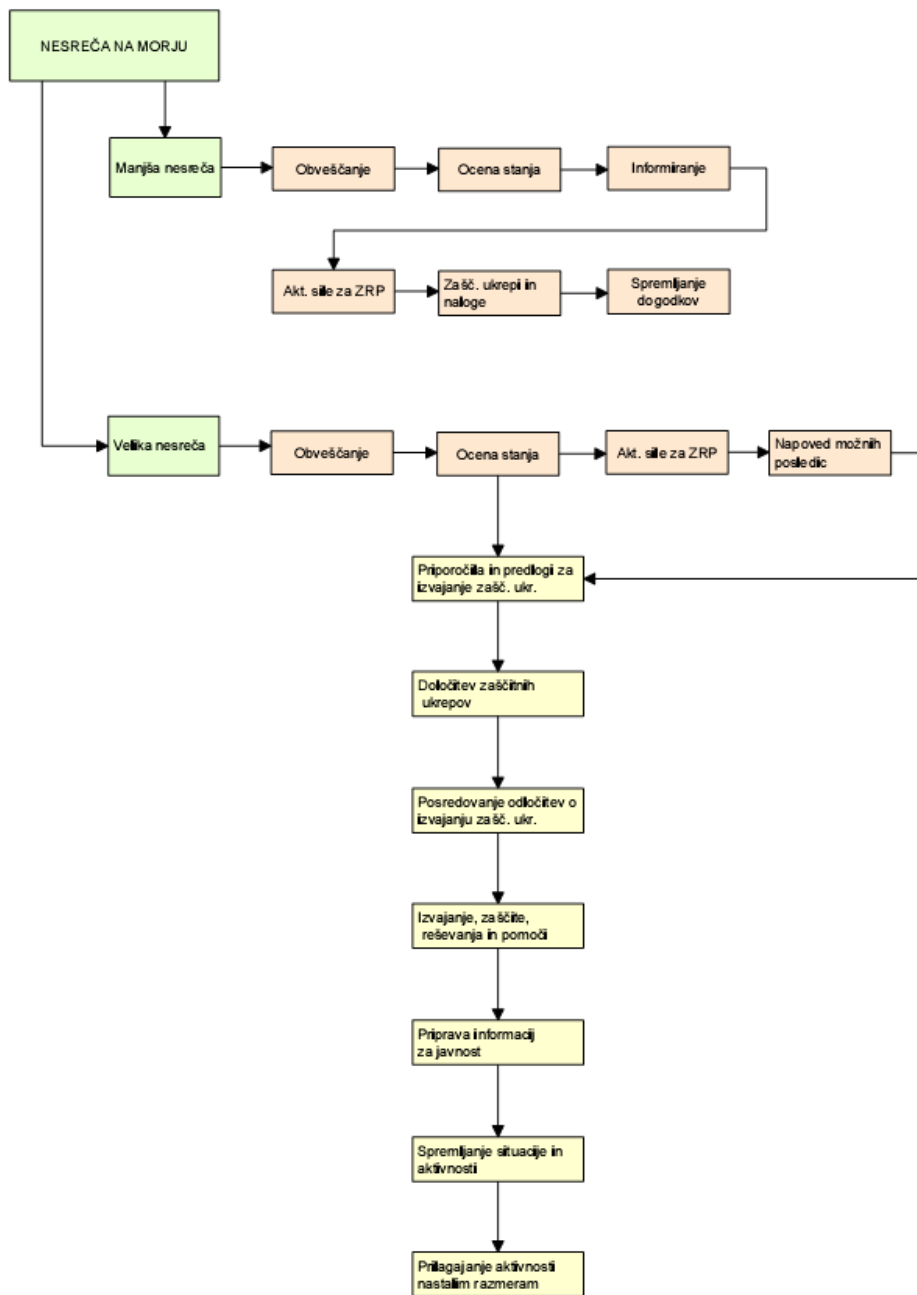 NESREČA NA MORJU
Manjša nesreča
Obveščanje
Ocena stanja
Informiranje
Akt. sile za ZRP
Zašč. ukrepi in
naloge
Spremljanje
dogodkov
Velika nesreča
Obveščanje
Ocena stanja
Akt. sile za ZRP
Napoved možnih
posledic
Priporočila in predlogi za
izvajanje zašč. ukr.
Določitev zaščitnih
ukrepov
Posredovanje odločitev o
izvajanju zašč. ukr.
Izvajanje, zaščite,
reševanja in pomoči
Priprava informacij
za javnost
Spremljanje situacije in
aktivnosti
Prilagajanje aktivnosti
nastalim razmeram